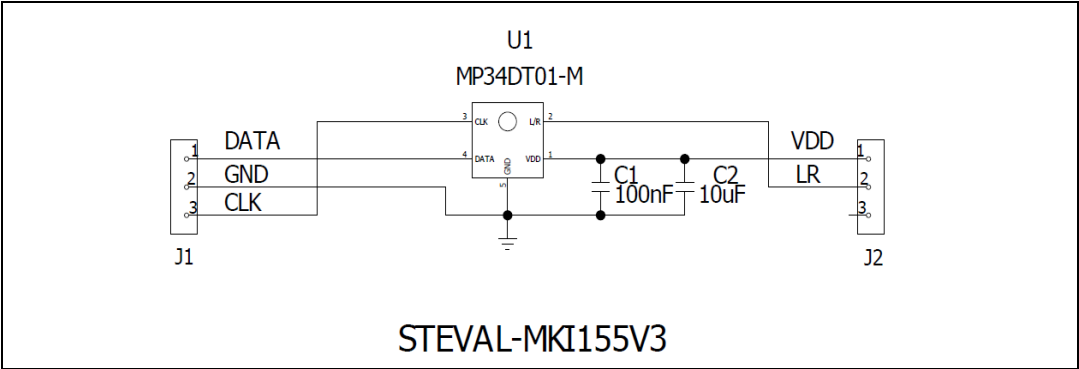 U1
MP34DT01-M
3 CLK L/R 2
DATA VDD
1 4 DATA VDD 1 1
GND C1 C2 LR
2 GND 100nF 10uF 2
CLK 5
3 3
J1 J2
STEVAL-MKI155V3